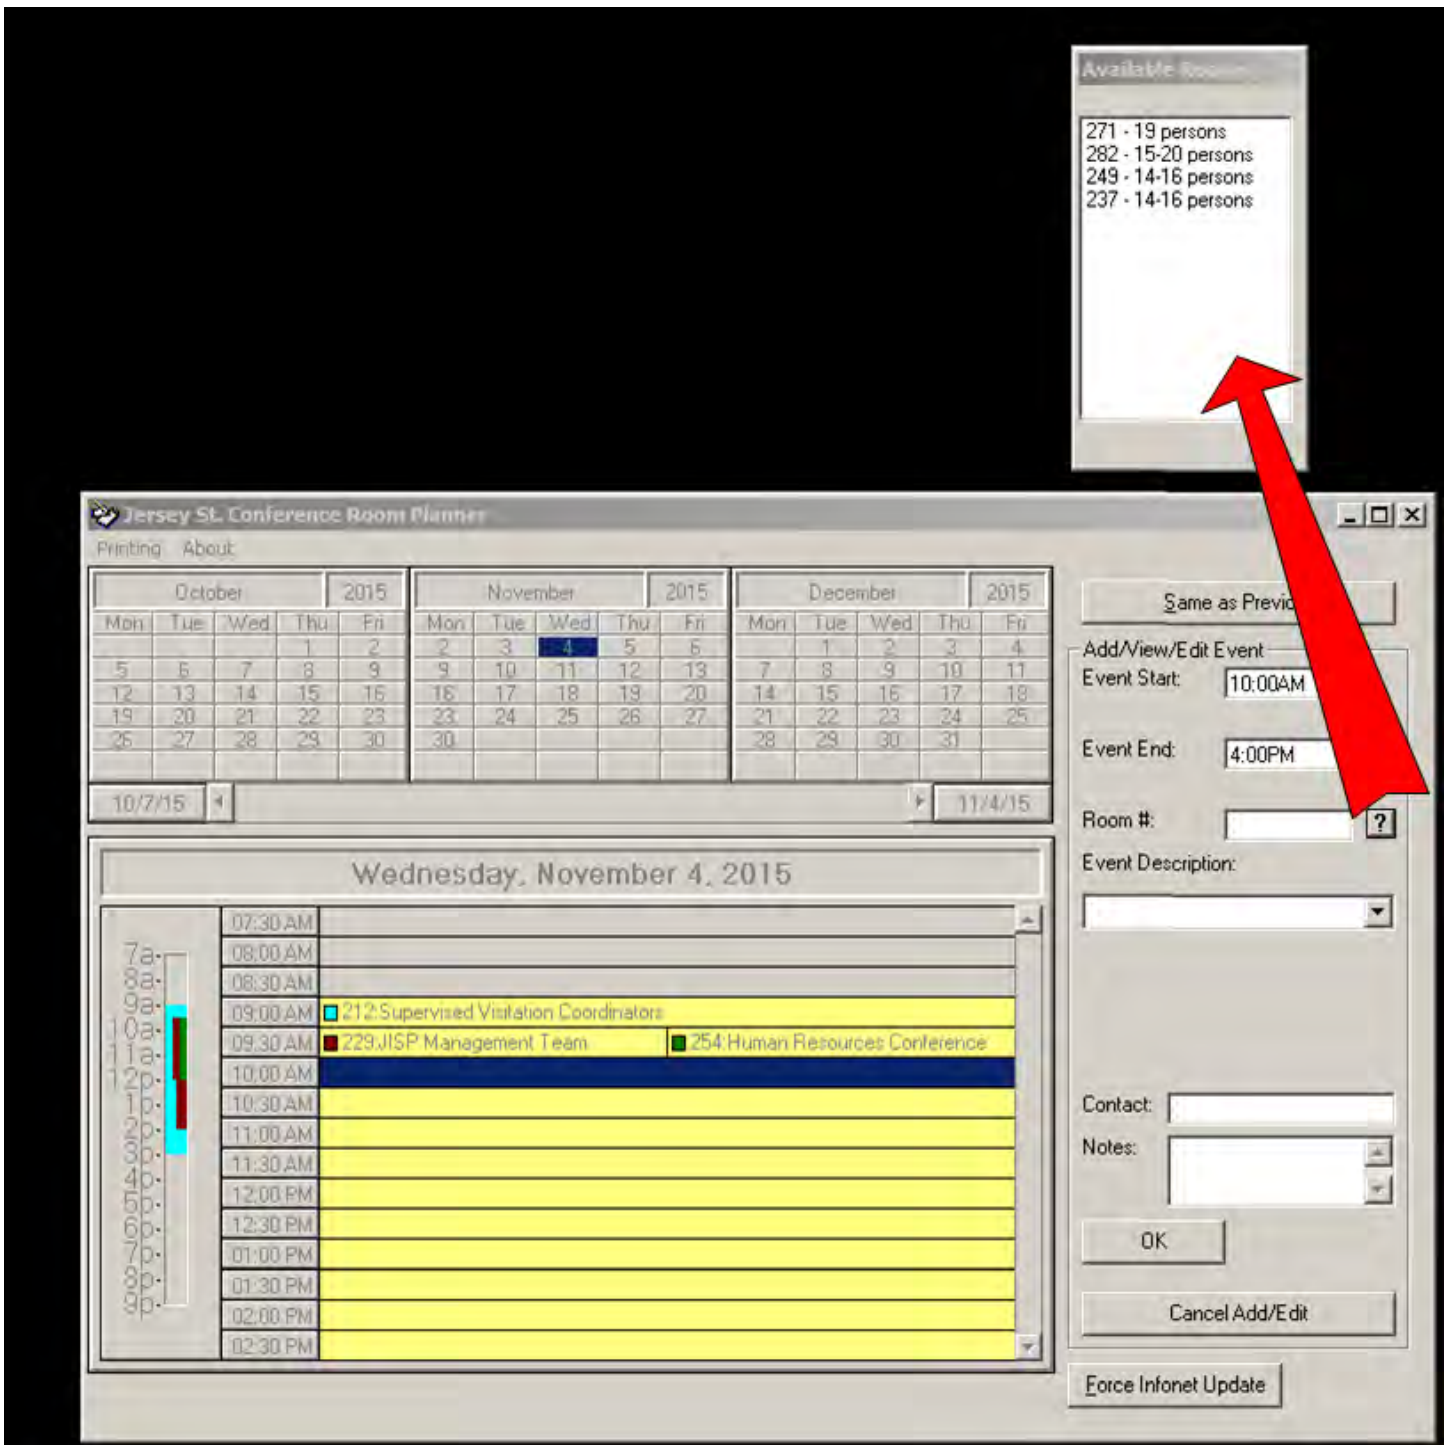 Available
271 - 19 persons
282 - 15-20 persons
249 - 14-16 persons
237 - 14-16 persons
Jersey St. Conference Room Planner
Printing About
October 2015 November 2015 December 2015
Mon Tue Wed Thu Fri Mon Tue Wed Thu Fri Mon Tue Wed Thu Fri
1 2 2 3 4 5 6 1 2 3 4
5 6 7 8 9 9 10 11 12 13 7 8 9 10 11
12 13 14 15 16 16 17 18 19 20 14 15 16 17 18
19 20 21 22 23 23 24 25 26 27 21 22 23 24 25
26 27 28 29 30 30 28 29 30 31
10/7/15 11/4/15
Wednesday, November 4, 2015
7a
8a
9a
10a
11a
12p
1p
2p
3p
4p
5p
6p
7p
8p
9p
07:30 AM
08:00 AM
08:30 AM
09:00 AM 212:Supervised Visitation Coordinators
09:30 AM 229:JISP Management Team 254:Human Resources Conference
10:00 AM
10:30 AM
11:00 AM
11:30 AM
12:00 PM
12:30 PM
01:00 PM
01:30 PM
02:00 PM
02:30 PM
Same as
Add/View/Edit Event
Event Start: 10:00AM
Event End: 4:00PM
Room #: ?
Event Description:
Contact:
Notes:
OK
Cancel Add/Edit
Force Infonet Update